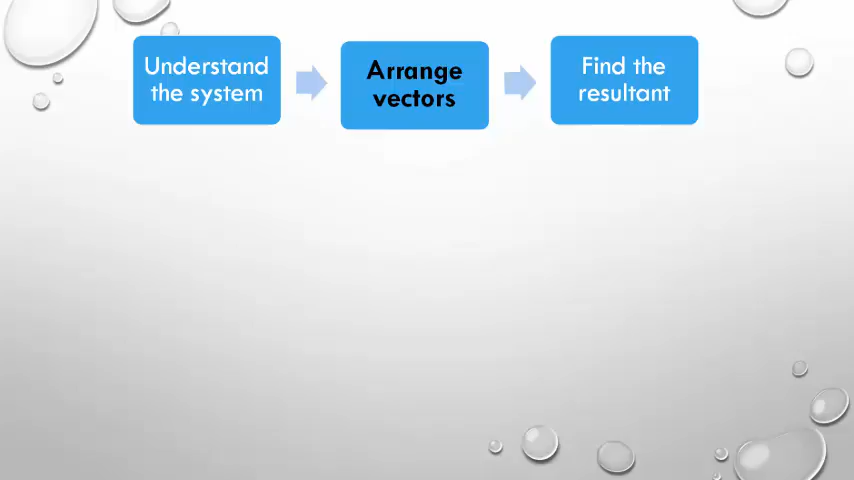 Understand
the system
Arrange
vectors
Find the
resultant